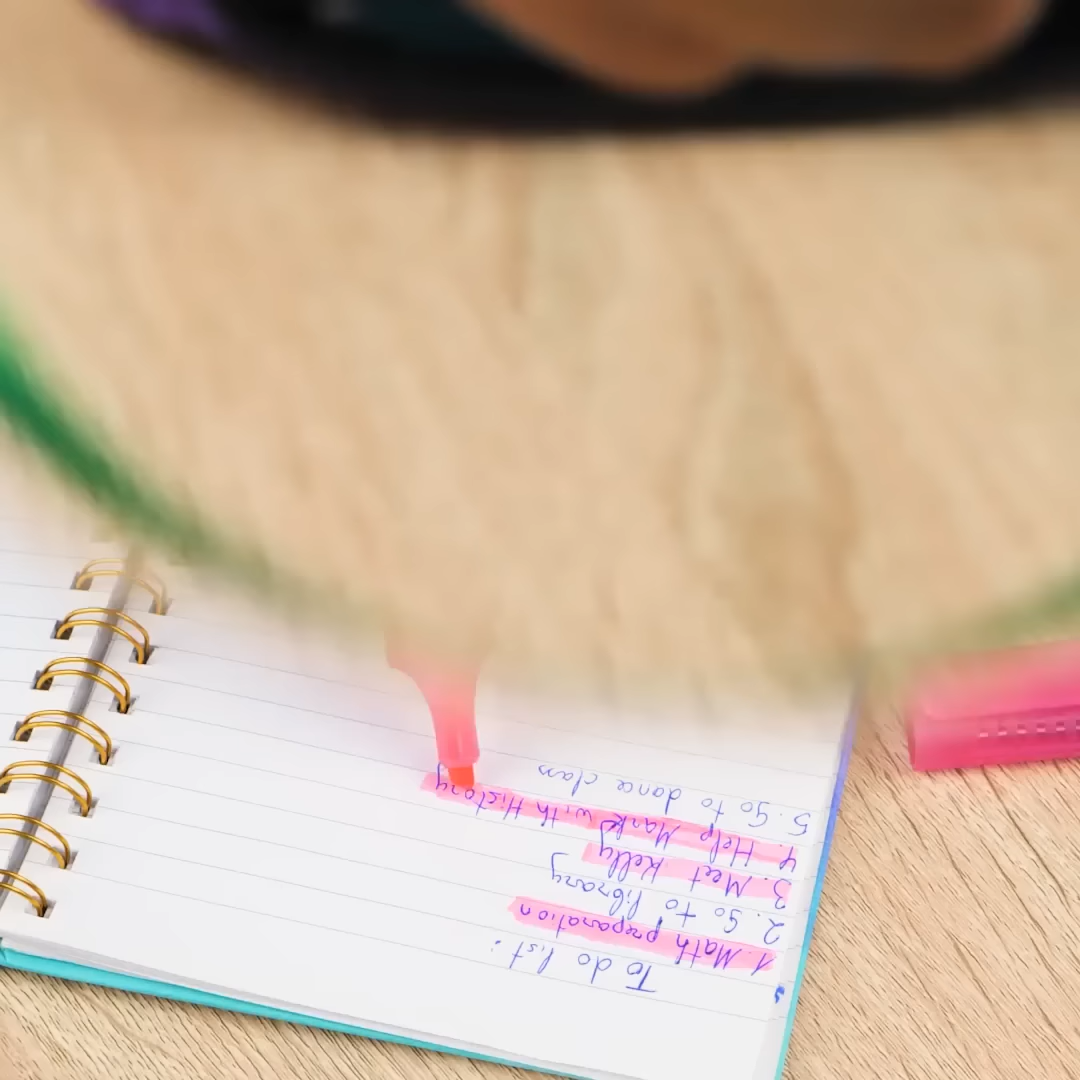 To do list:
1. Math preparation
2. Go to library
3. Meet Kelly
4. Help Mark with History
5. Go to dance class